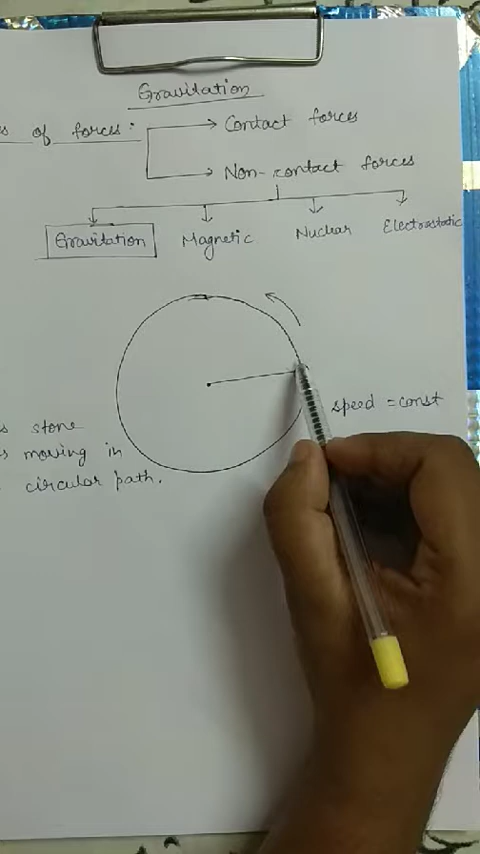 Gravitation
of forces:
Contact forces
Non-contact forces
Gravitation Magnetic Nuclear Electrostatic
speed = const
stone
moving in
circular path.